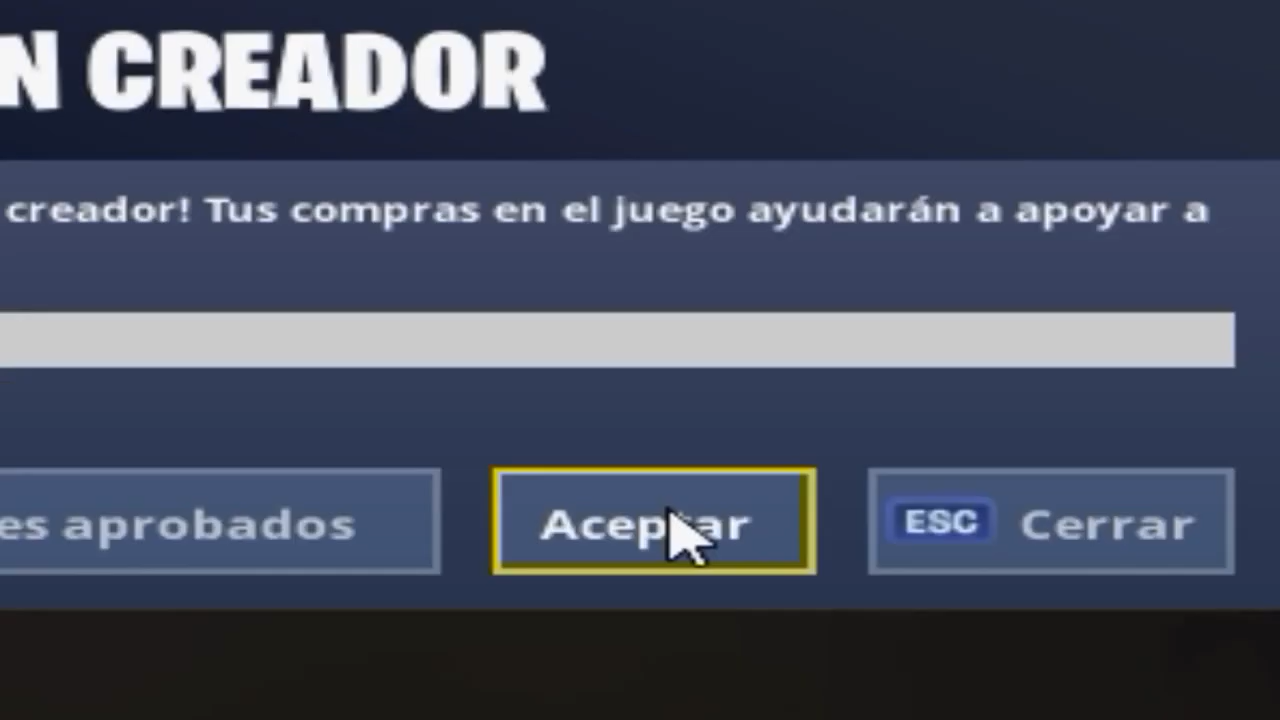 N CREADOR
creador! Tus compras en el juego ayudarán a apoyar a
es aprobados
Aceptar
ESC Cerrar